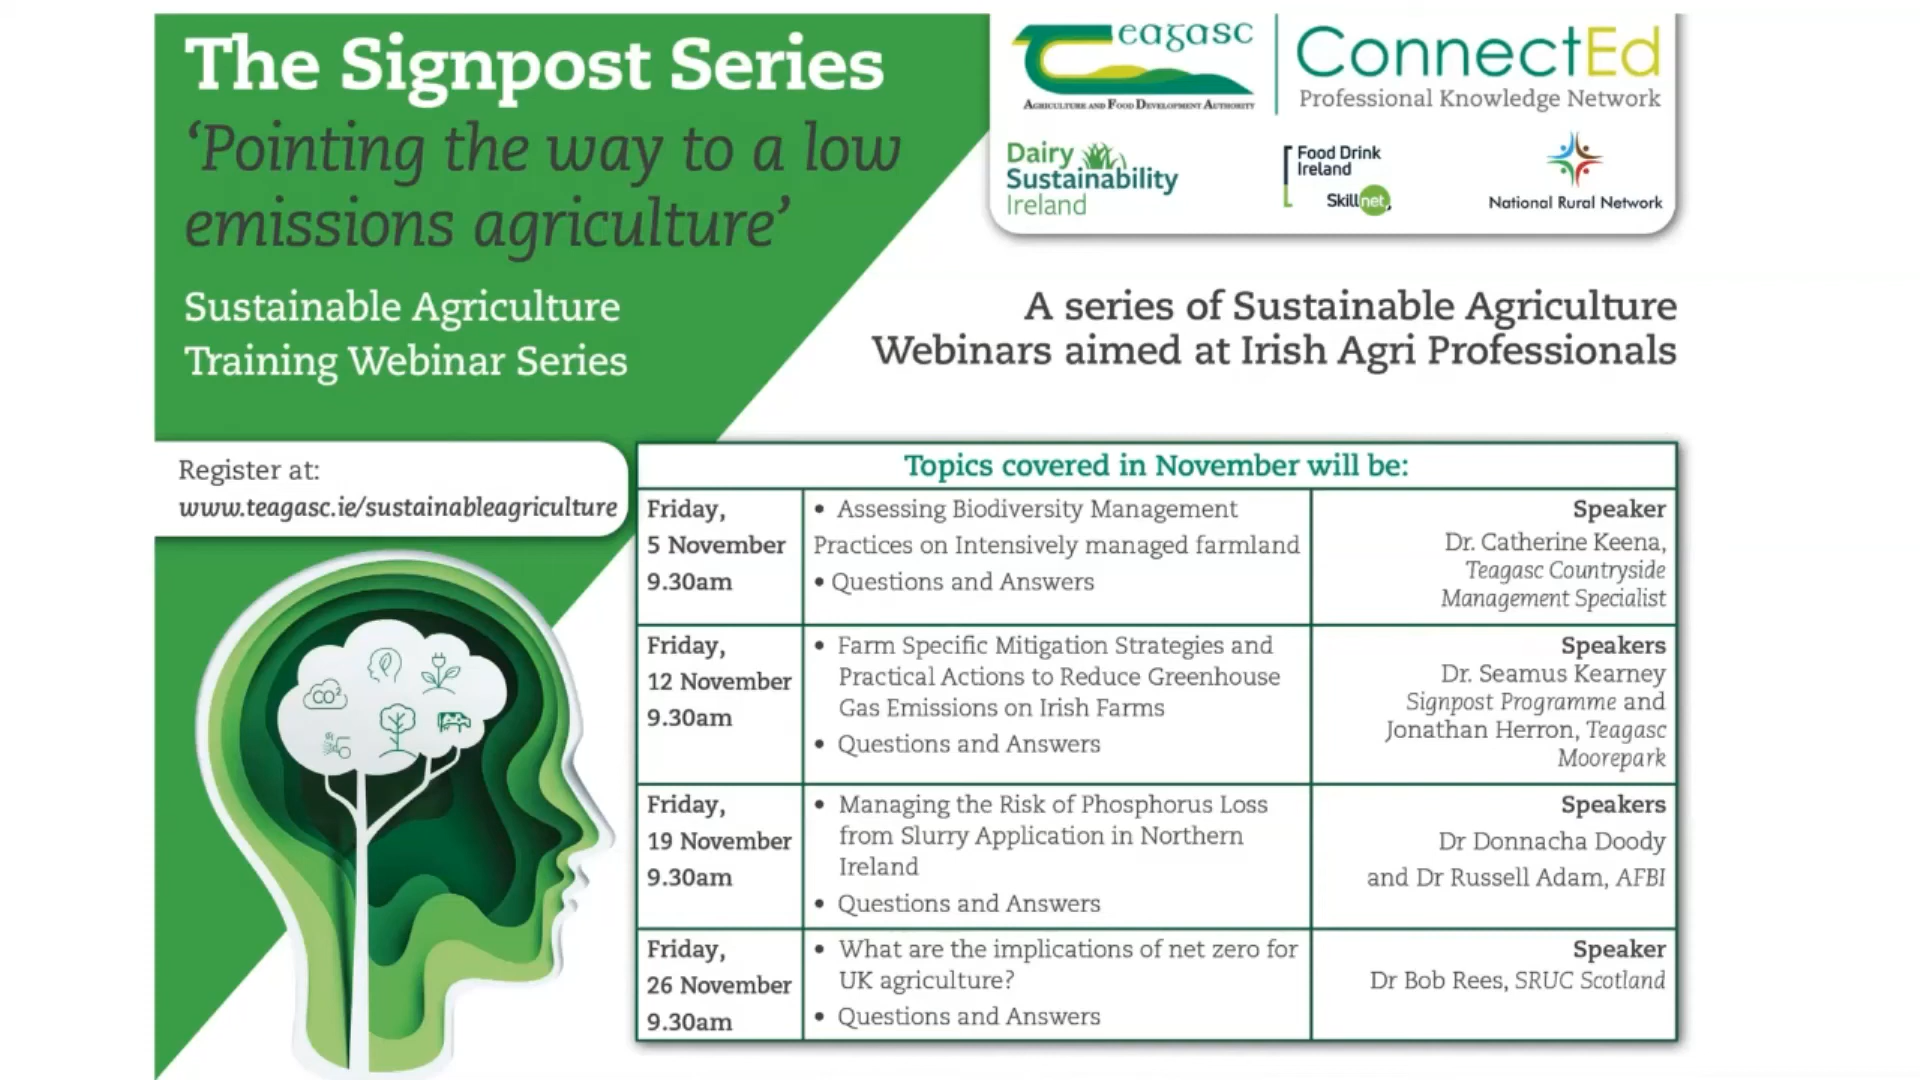 The Signpost Series
‘Pointing the way to a low
emissions agriculture’
Sustainable Agriculture
Training Webinar Series
Teagasc
Agriculture and Food Development Authority
ConnectEd
Professional Knowledge Network
Dairy
Sustainability
Ireland
Food Drink
Ireland
Skillnet
National Rural Network
A series of Sustainable Agriculture
Webinars aimed at Irish Agri Professionals
Register at:
www.teagasc.ie/sustainableagriculture
CO²
Topics covered in November will be:
Friday,
5 November
9.30am
• Assessing Biodiversity Management
Practices on Intensively managed farmland
• Questions and Answers
Speaker
Dr. Catherine Keena,
Teagasc Countryside
Management Specialist
Friday,
12 November
9.30am
• Farm Specific Mitigation Strategies and
Practical Actions to Reduce Greenhouse
Gas Emissions on Irish Farms
• Questions and Answers
Speakers
Dr. Seamus Kearney
Signpost Programme and
Jonathan Herron, Teagasc
Moorepark
Friday,
19 November
9.30am
• Managing the Risk of Phosphorus Loss
from Slurry Application in Northern
Ireland
• Questions and Answers
Speakers
Dr Donnacha Doody
and Dr Russell Adam, AFBI
Friday,
26 November
9.30am
• What are the implications of net zero for
UK agriculture?
• Questions and Answers
Speaker
Dr Bob Rees, SRUC Scotland